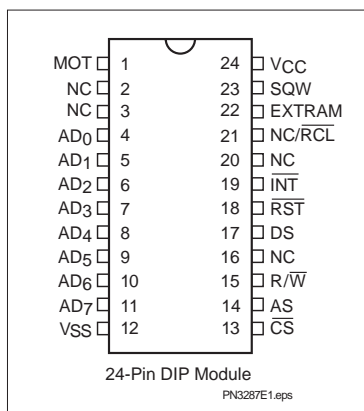 MOT 1 24 VCC
NC 2 23 SQW
NC 3 22 EXTRAM
AD0 4 21 NC/RCL
AD1 5 20 NC
AD2 6 19 INT
AD3 7 18 RST
AD4 8 17 DS
AD5 9 16 NC
AD6 10 15 R/W
AD7 11 14 AS
VSS 12 13 CS
24-Pin DIP Module
PN3287E1.eps